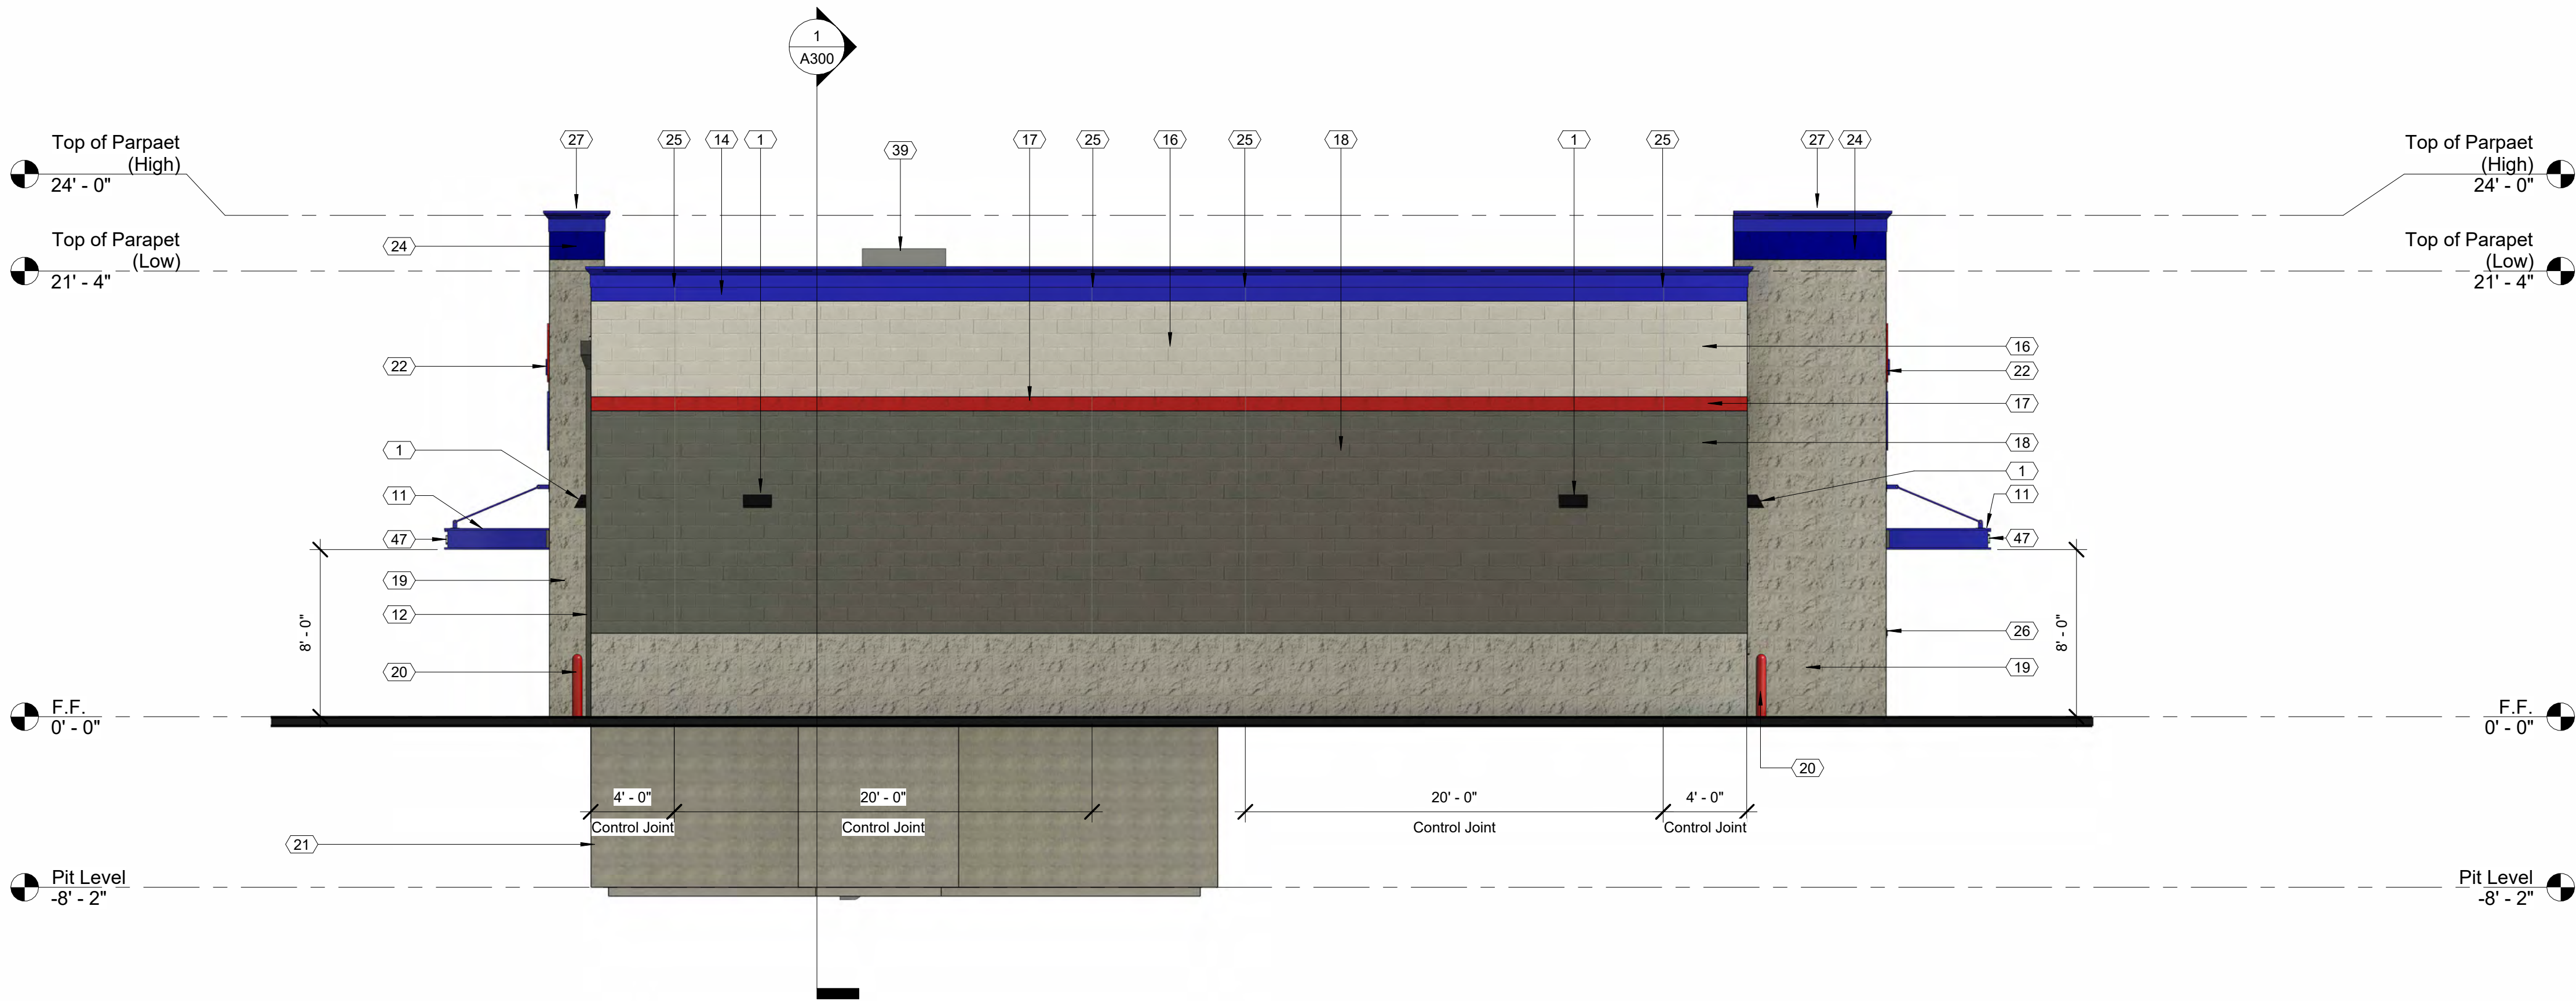 1
A300
Top of Parpaet
(High)
24' - 0"
27
25
14
1
39
17
25
16
25
18
1
25
27
24
Top of Parpaet
(High)
24' - 0"
Top of Parapet
(Low)
21' - 4"
24
Top of Parapet
(Low)
21' - 4"
22
1
11
47
19
12
20
8' - 0"
16
22
17
18
1
11
47
26
19
8' - 0"
F.F.
0' - 0"
F.F.
0' - 0"
20
4' - 0"
Control Joint
20' - 0"
Control Joint
20' - 0"
Control Joint
4' - 0"
Control Joint
21
Pit Level
-8' - 2"
Pit Level
-8' - 2"